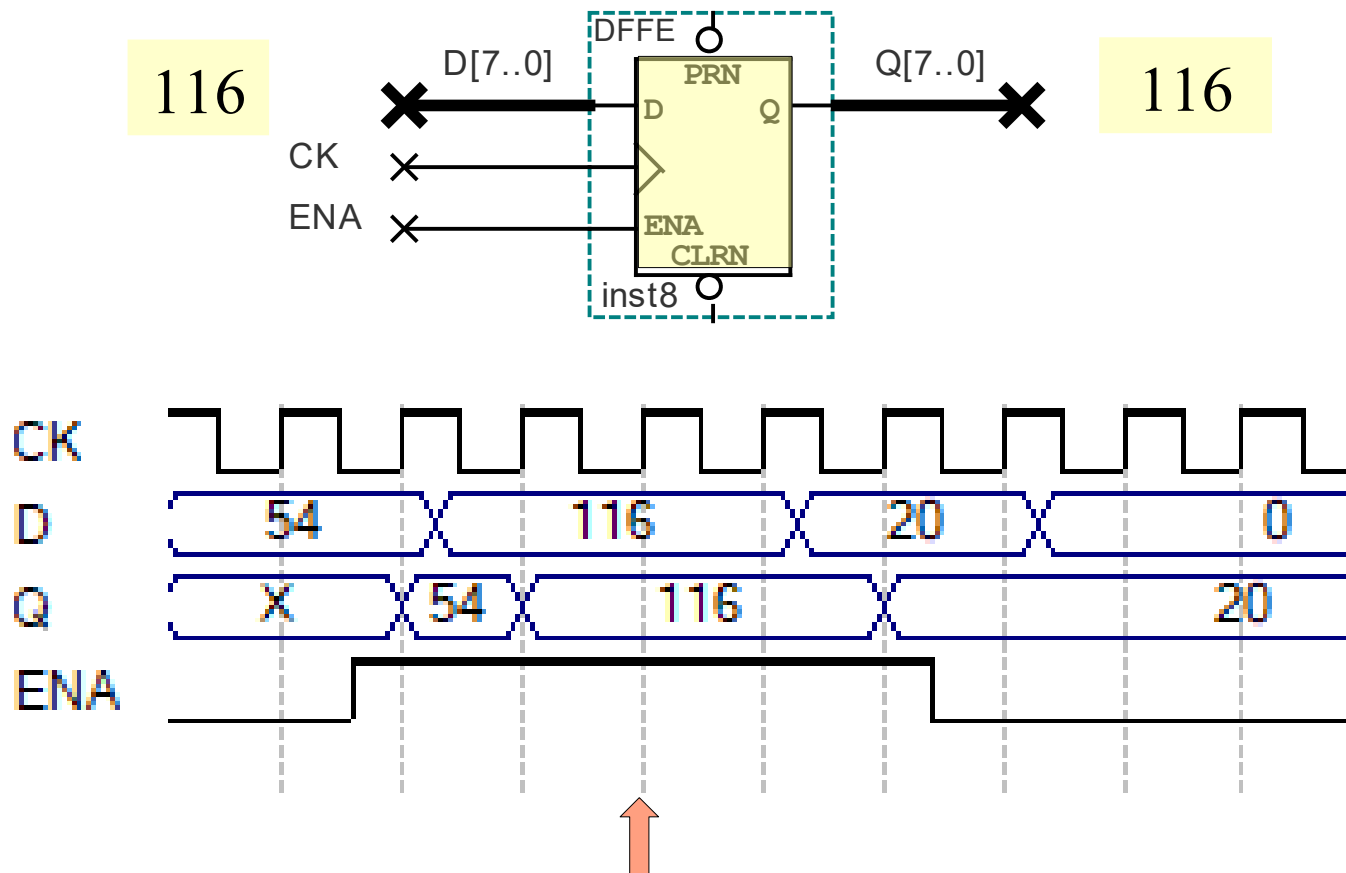 DFFE
116
D[7..0]
PRN
Q[7..0]
116
D
Q
CK
ENA
ENA
CLRN
inst8
CK
D
54
116
20
0
Q
X
54
116
20
ENA